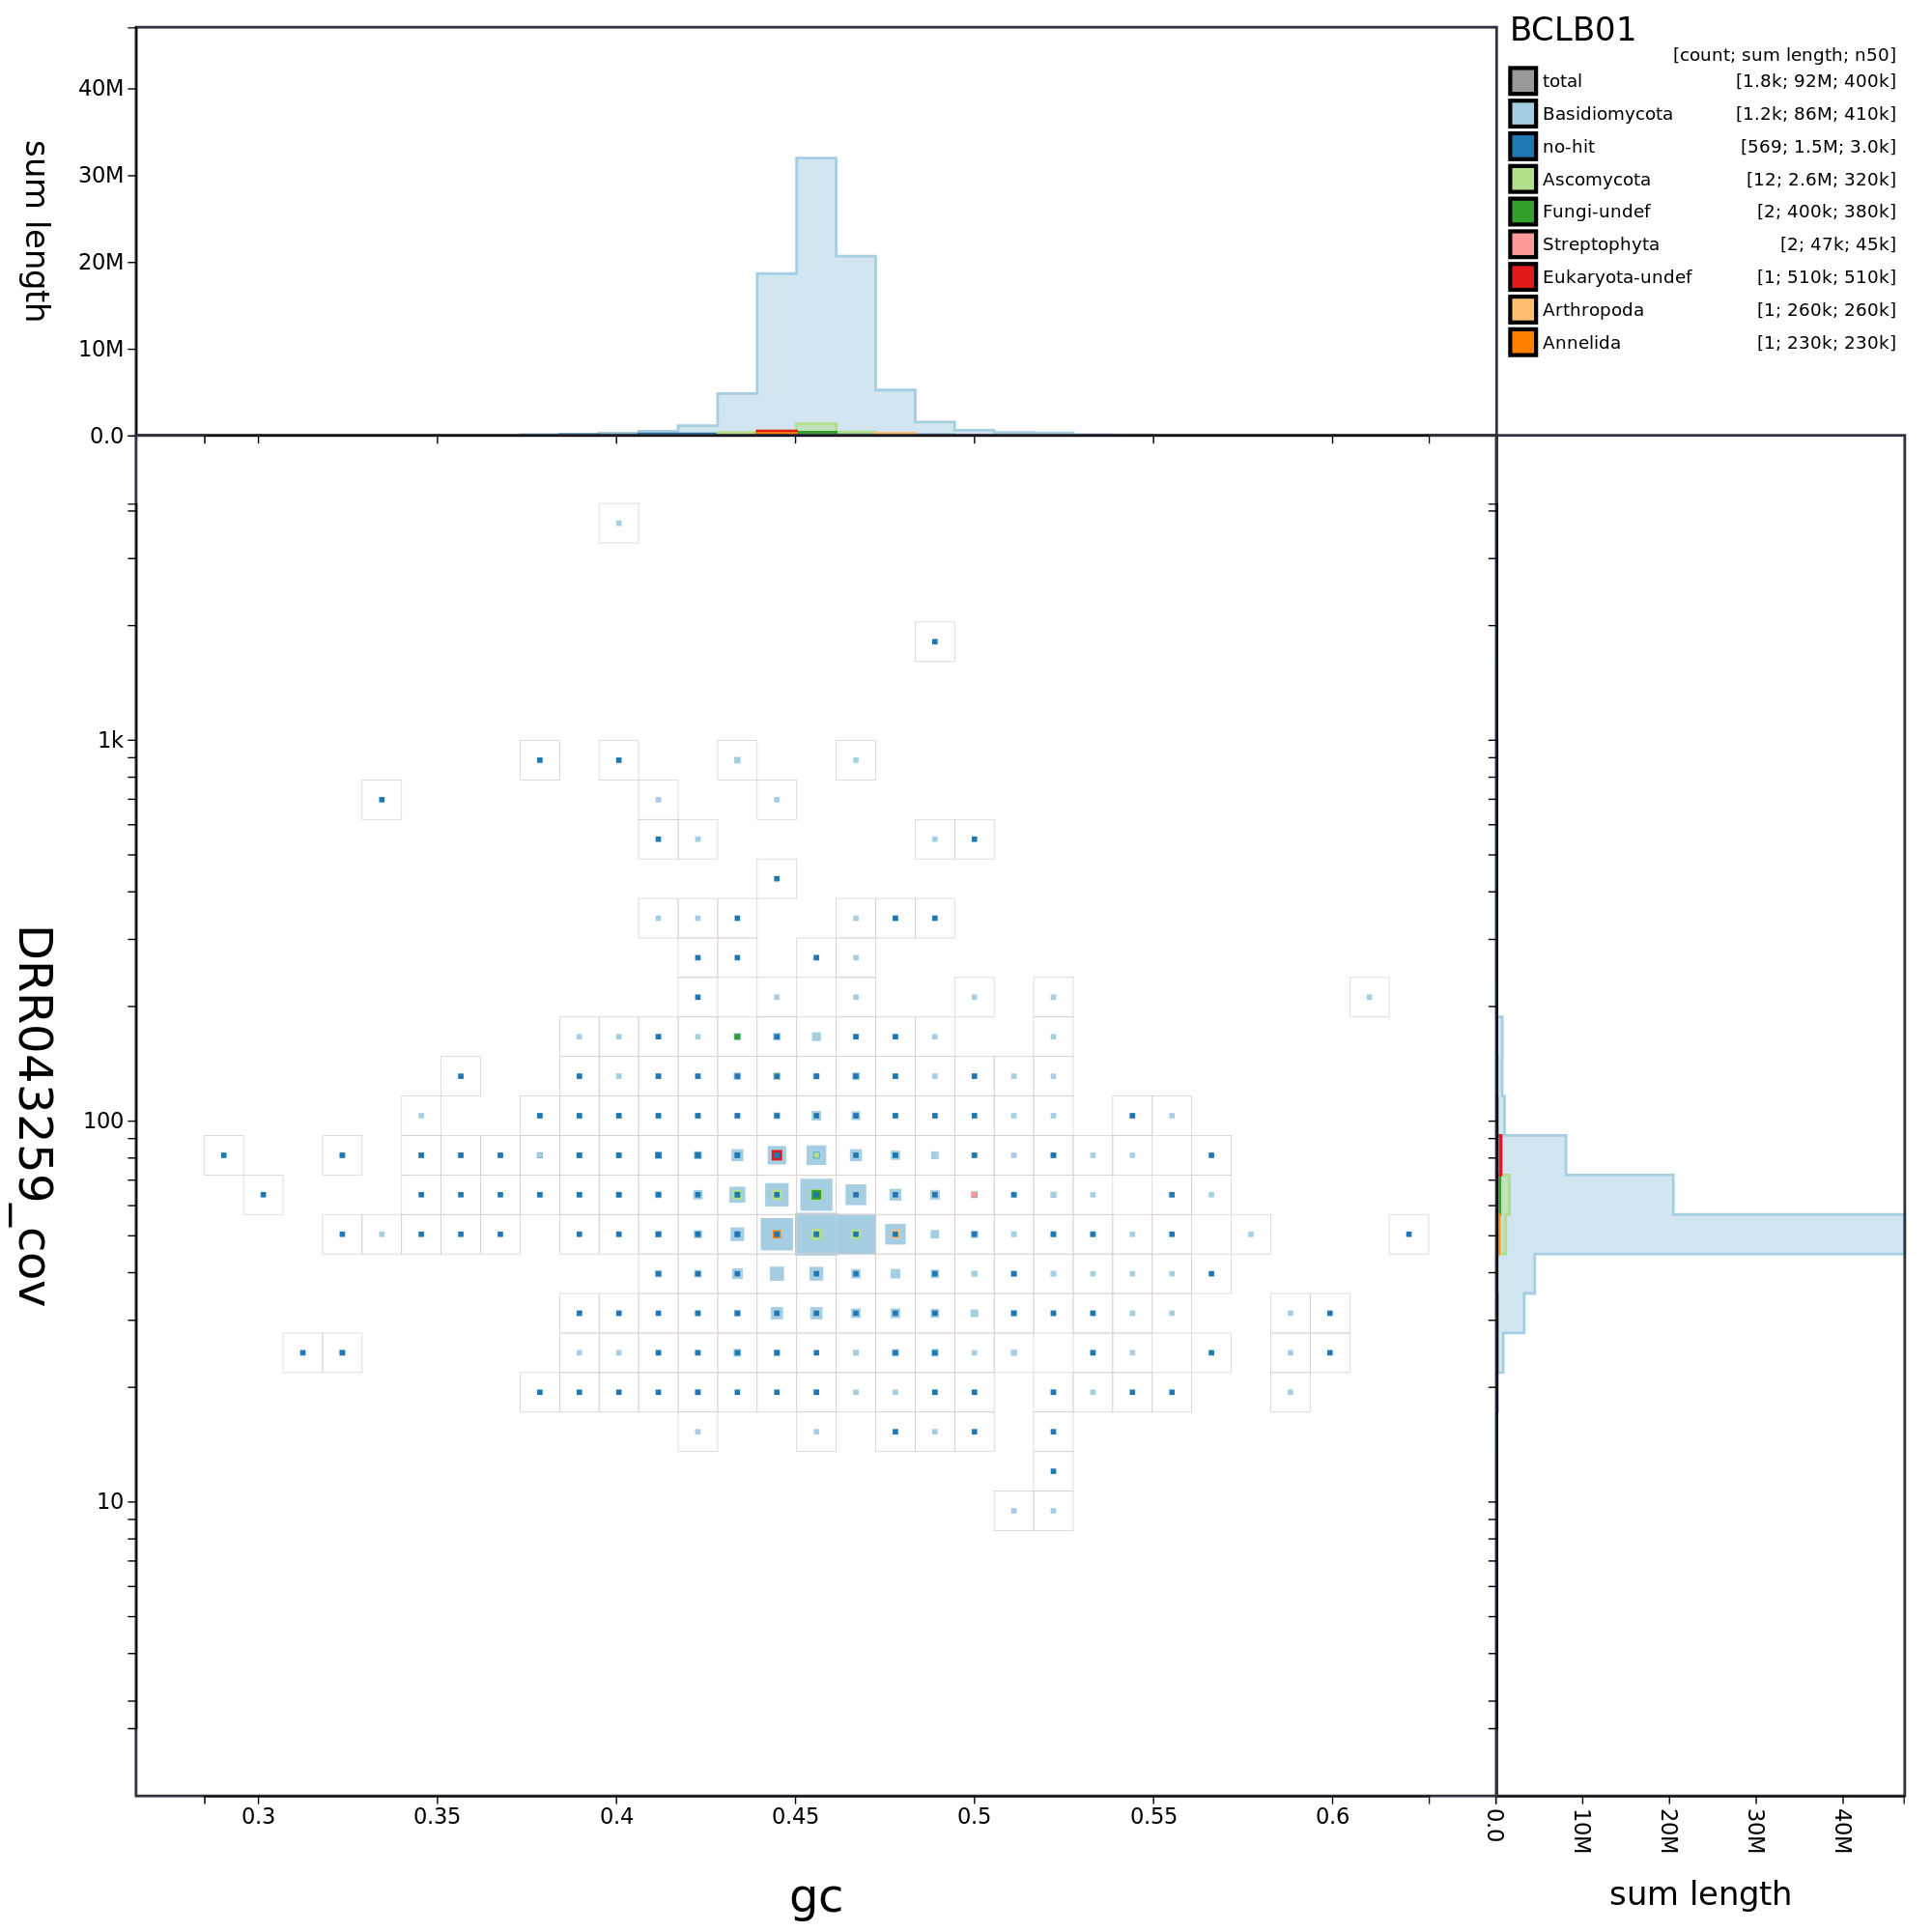 BCLB01
[count; sum length; n50]
total [1.8k; 92M; 400k]
Basidiomycota [1.2k; 86M; 410k]
no-hit [569; 1.5M; 3.0k]
Ascomycota [12; 2.6M; 320k]
Fungi-undef [2; 400k; 380k]
Streptophyta [2; 47k; 45k]
Eukaryota-undef [1; 510k; 510k]
Arthropoda [1; 260k; 260k]
Annelida [1; 230k; 230k]
sum length
40M
30M
20M
10M
0.0
DRR043259_cov
1k
100
10
0.3 0.35 0.4 0.45 0.5 0.55 0.6
gc
0.0 10M 20M 30M 40M
sum length